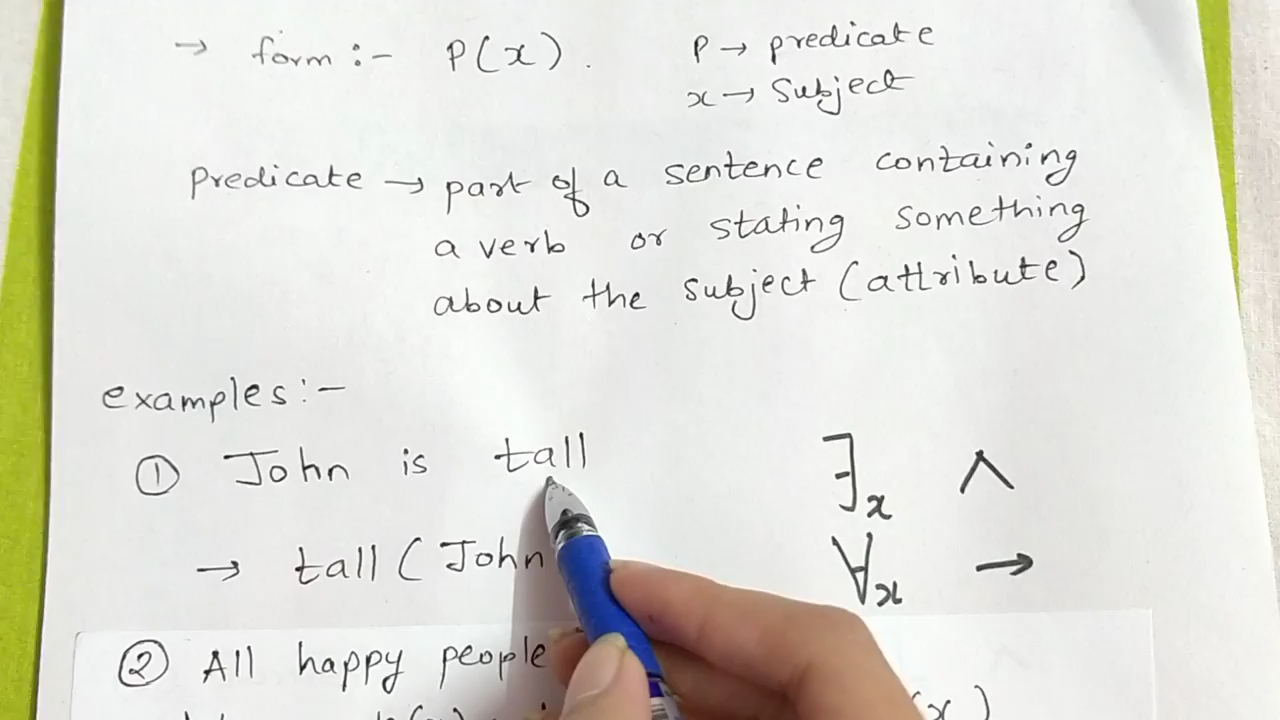 → form :- P(x). P → predicate
x → Subject
predicate → part of a sentence containing
a verb or stating something
about the subject (attribute)
examples :-
① John is tall ∃x ∧
→ tall (John ∀x →
② All happy people
(x)